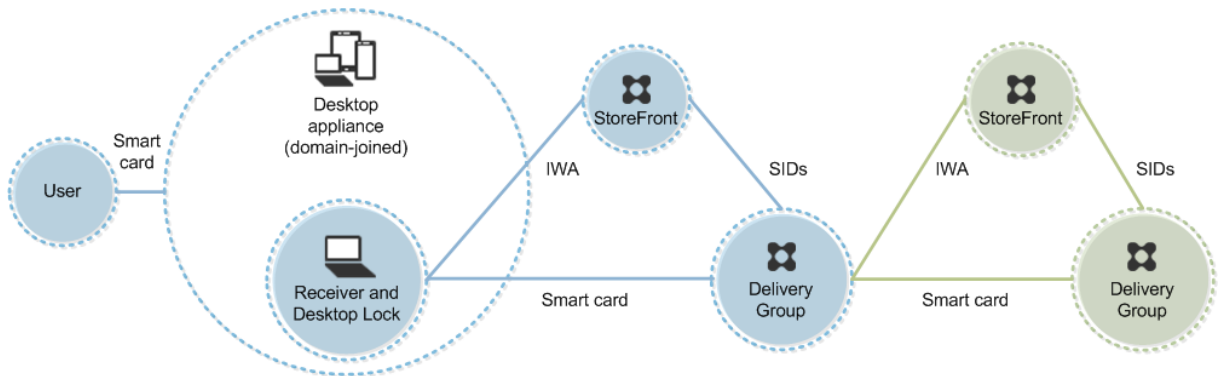 User
Smart
card
Desktop
appliance
(domain-joined)
Receiver and
Desktop Lock
StoreFront
IWA
SIDs
Smart card
Delivery
Group
StoreFront
IWA
SIDs
Smart card
Delivery
Group